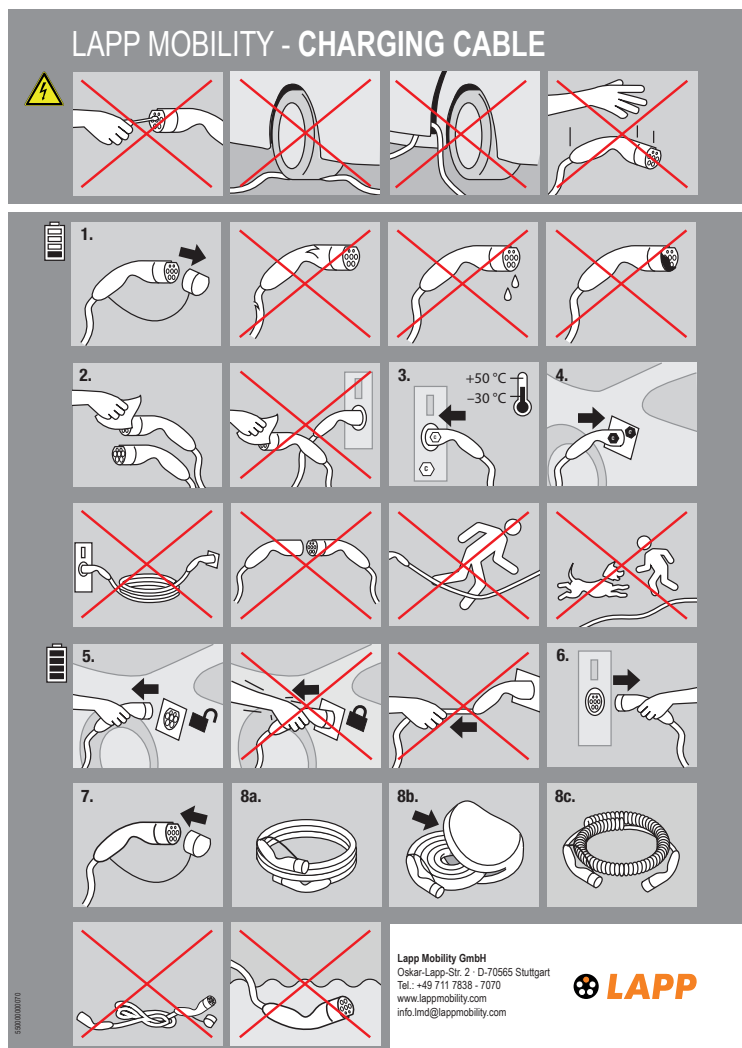 LAPP MOBILITY - CHARGING CABLE
1.
2.
3.
+50 °C
–30 °C
C
C
4.
C
C
5.
6.
7.
8a.
8b.
8c.
Lapp Mobility GmbH
Oskar-Lapp-Str. 2 · D-70565 Stuttgart
Tel.: +49 711 7838 - 7070
www.lappmobility.com
info.lmd@lappmobility.com
LAPP